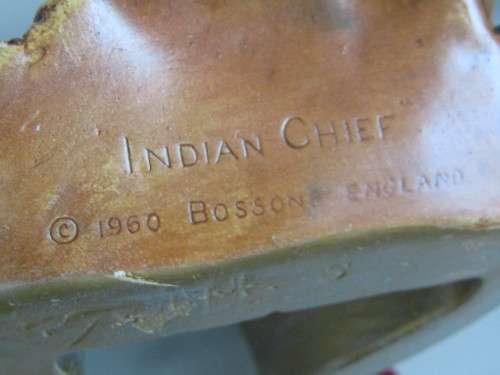 "INDIAN CHIEF"
© 1960 BOSSONS ENGLAND